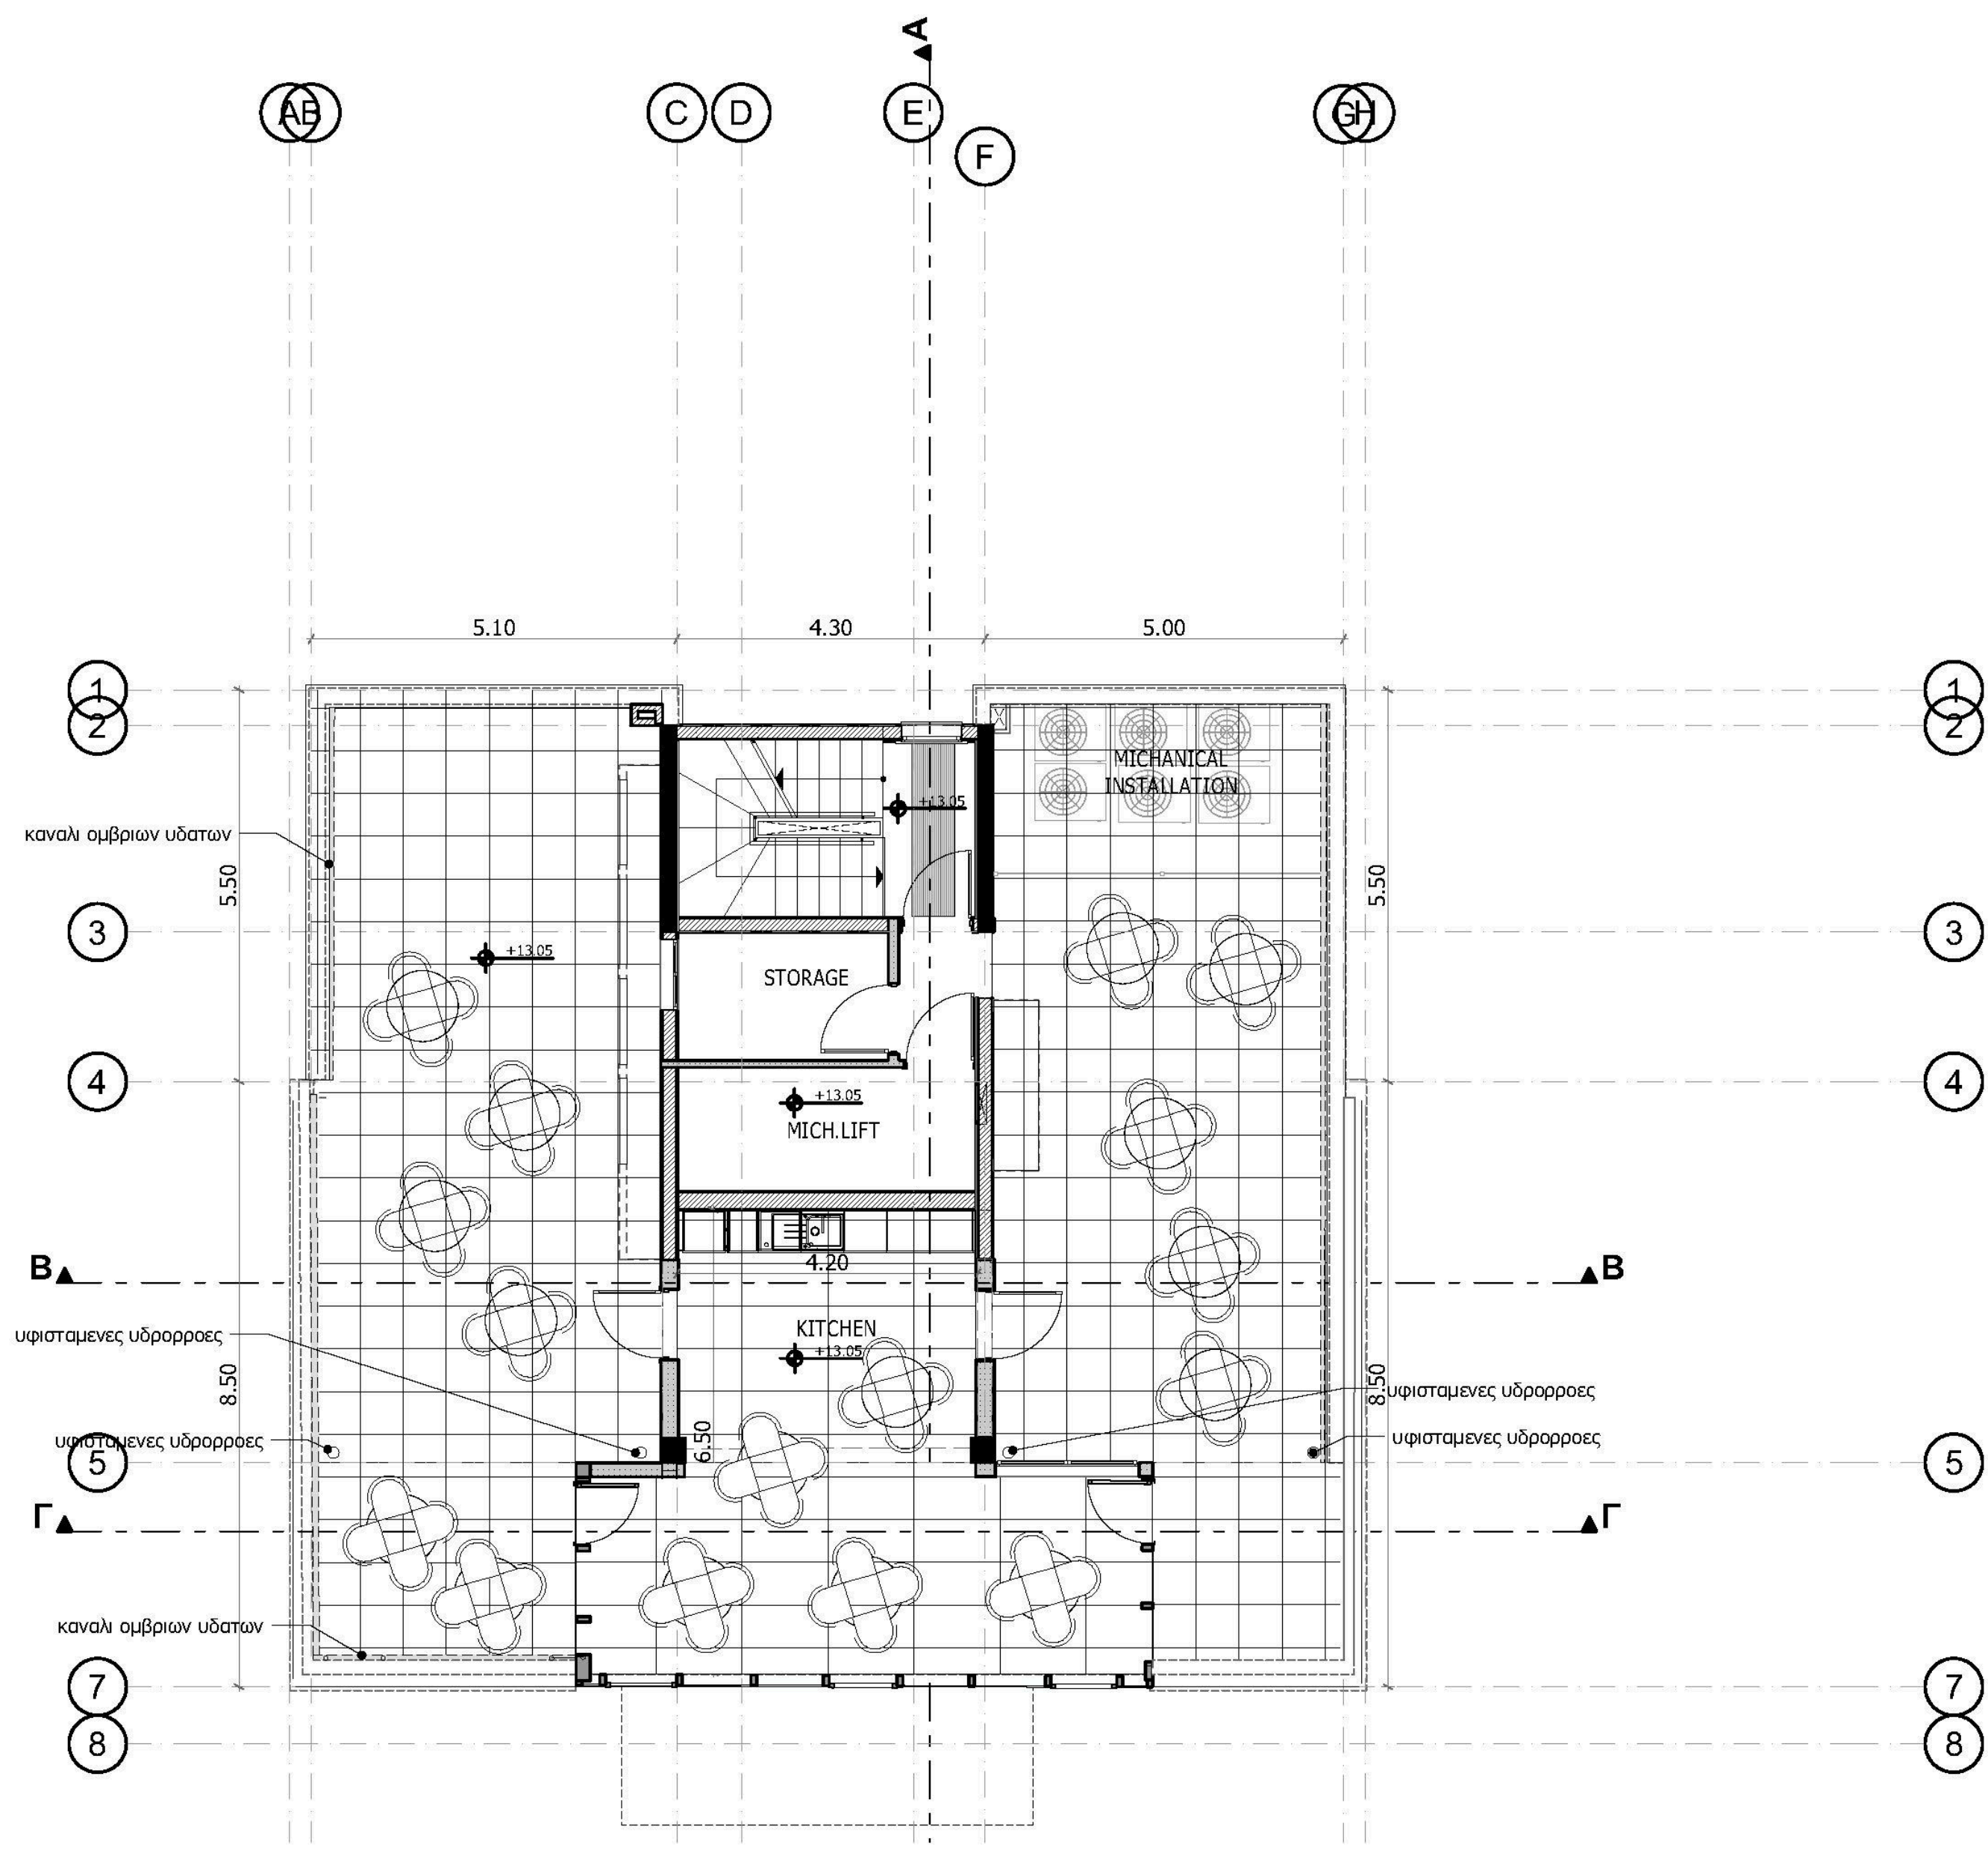 A
A B C D E G H
F
5.10 4.30 5.00
1 1
2 2
MICHANICAL
INSTALLATION
+13.05
καναλι ομβριων υδατων
5.50 5.50
3 3
+13.05
STORAGE
4 4
+13.05
MICH.LIFT
4.20
B B
KITCHEN
υφισταμενες υδρορροες
+13.05
8.50 8.50
υφισταμενες υδρορροες
6.50
υφισταμενες υδρορροες υφισταμενες υδρορροες
5 5
Γ Γ
καναλι ομβριων υδατων
7 7
8 8